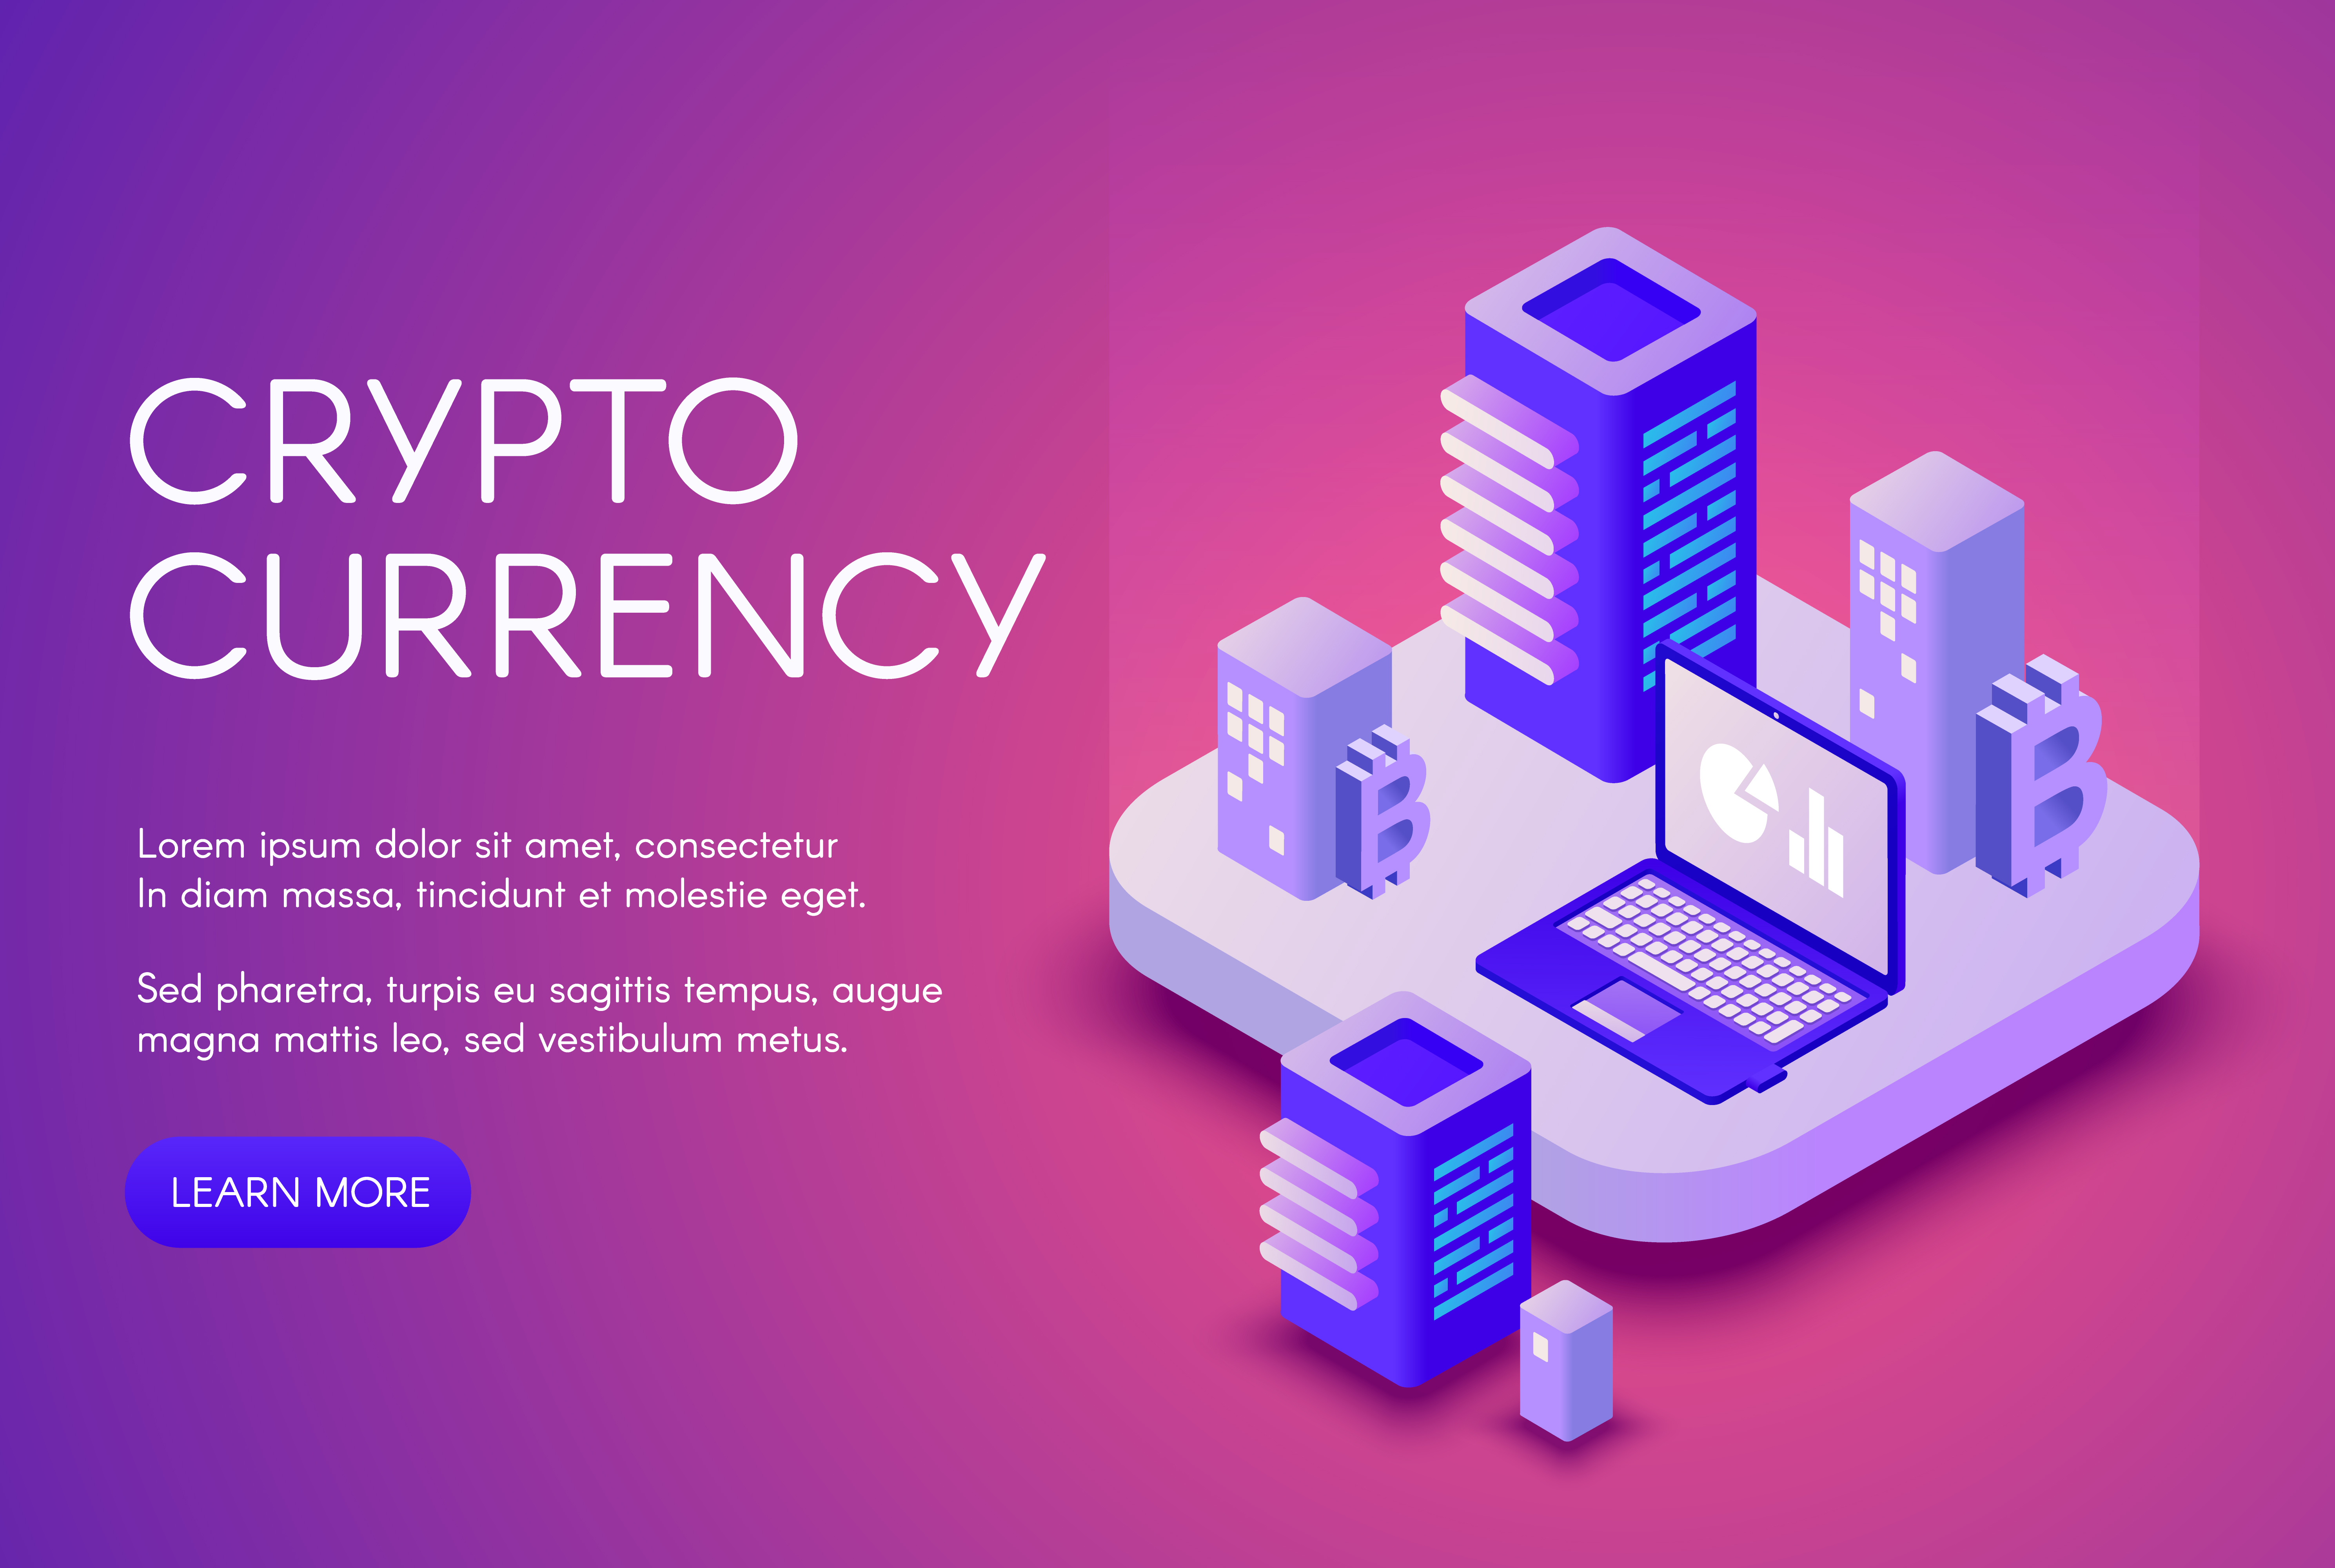 CRYPTO
CURRENCY
Lorem ipsum dolor sit amet, consectetur
In diam massa, tincidunt et molestie eget.
Sed pharetra, turpis eu sagittis tempus, augue
magna mattis leo, sed vestibulum metus.
LEARN MORE